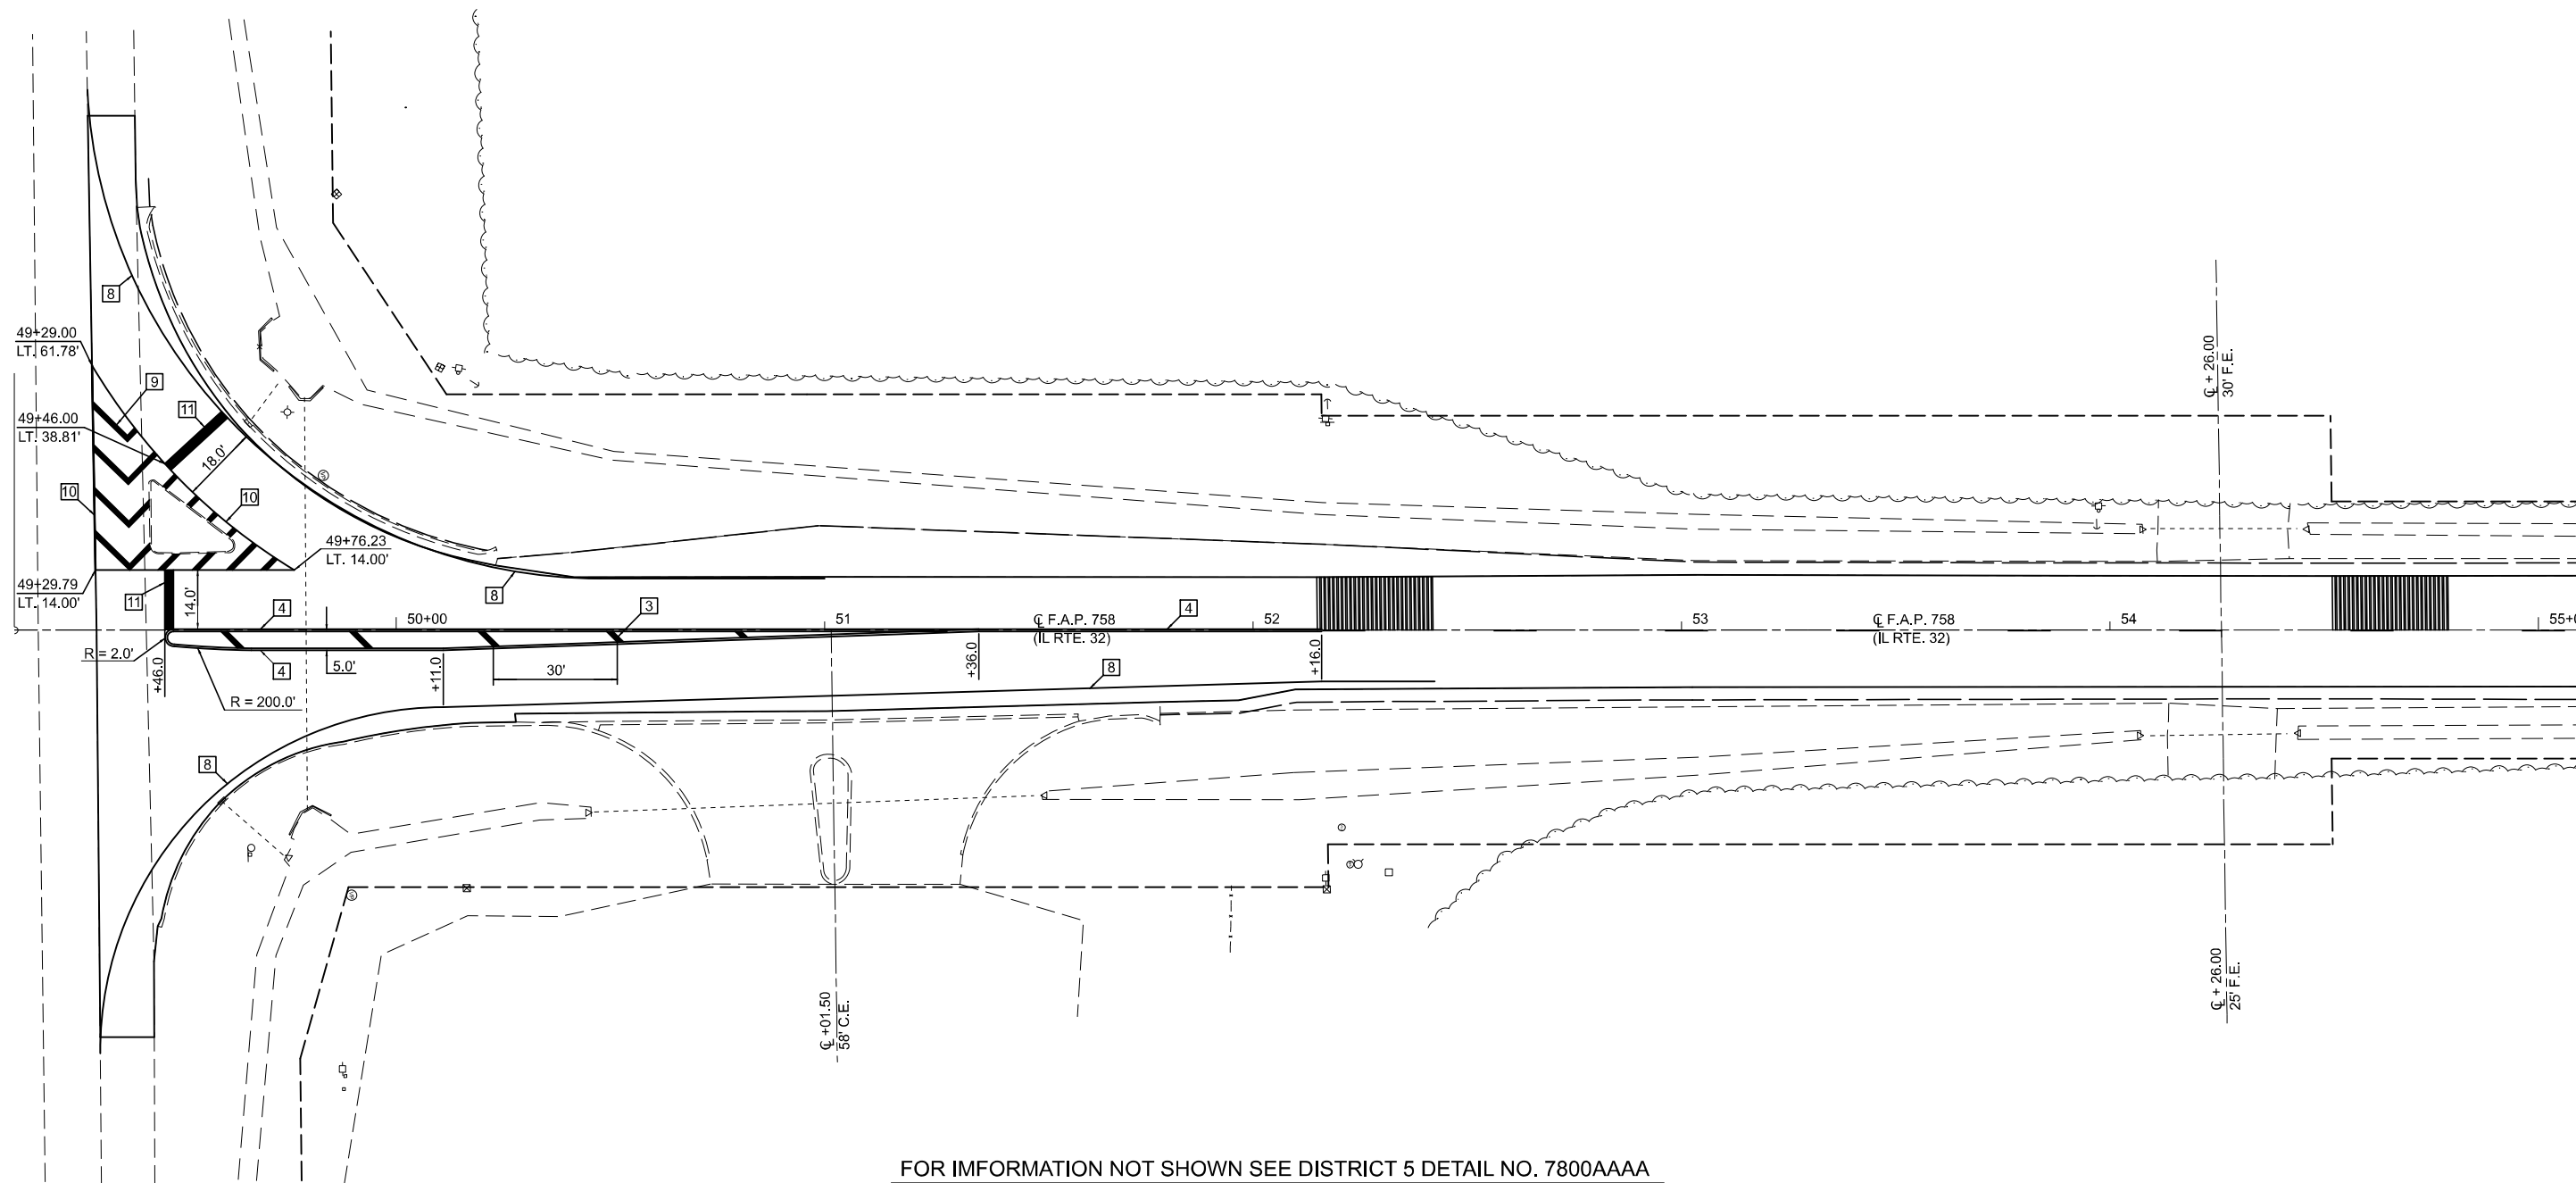 8
49+29.00
LT. 61.78'
9
11
49+46.00
LT. 38.81'
18.0'
10
10
49+76.23
LT. 14.00'
49+29.79
LT. 14.00'
11
14.0'
8
4
50+00
3
51
℄ F.A.P. 758
(IL RTE. 32)
4
52
53
℄ F.A.P. 758
(IL RTE. 32)
54
55+0
℄ + 26.00
30' F.E.
R = 2.0'
+46.0
4
5.0'
+11.0
30'
+36.0
+16.0
8
R = 200.0'
8
℄ +01.50
58' C.E.
℄ + 26.00
25' F.E.
FOR IMFORMATION NOT SHOWN SEE DISTRICT 5 DETAIL NO. 7800AAAA